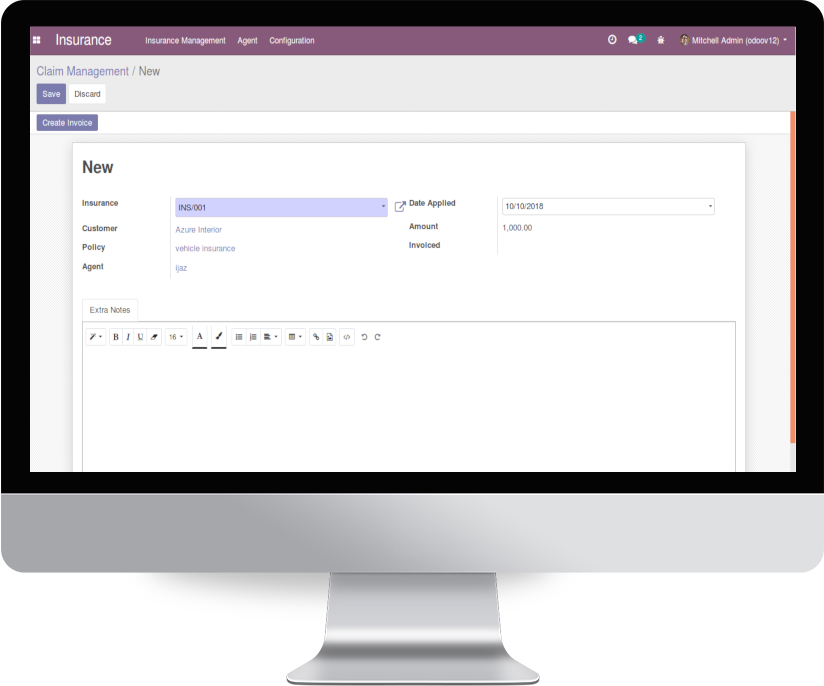 Insurance Insurance Management Agent Configuration 2 Mitchell Admin (odoov12)
Claim Management / New
Save Discard
Create Invoice
New
Insurance INS/001 Date Applied 10/10/2018
Customer Azure Interior Amount 1,000.00
Policy vehicle insurance Invoiced
Agent ijaz
Extra Notes
B I U 16 A